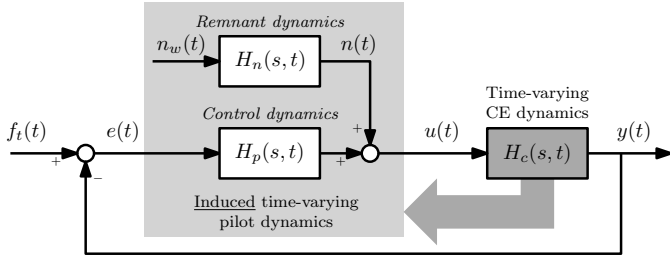 Remnant dynamics
n_w(t)
H_n(s,t)
n(t)
Time-varying
CE dynamics
Control dynamics
f_t(t)
e(t)
H_p(s,t)
u(t)
H_c(s,t)
y(t)
+
−
+
+
Induced time-varying
pilot dynamics